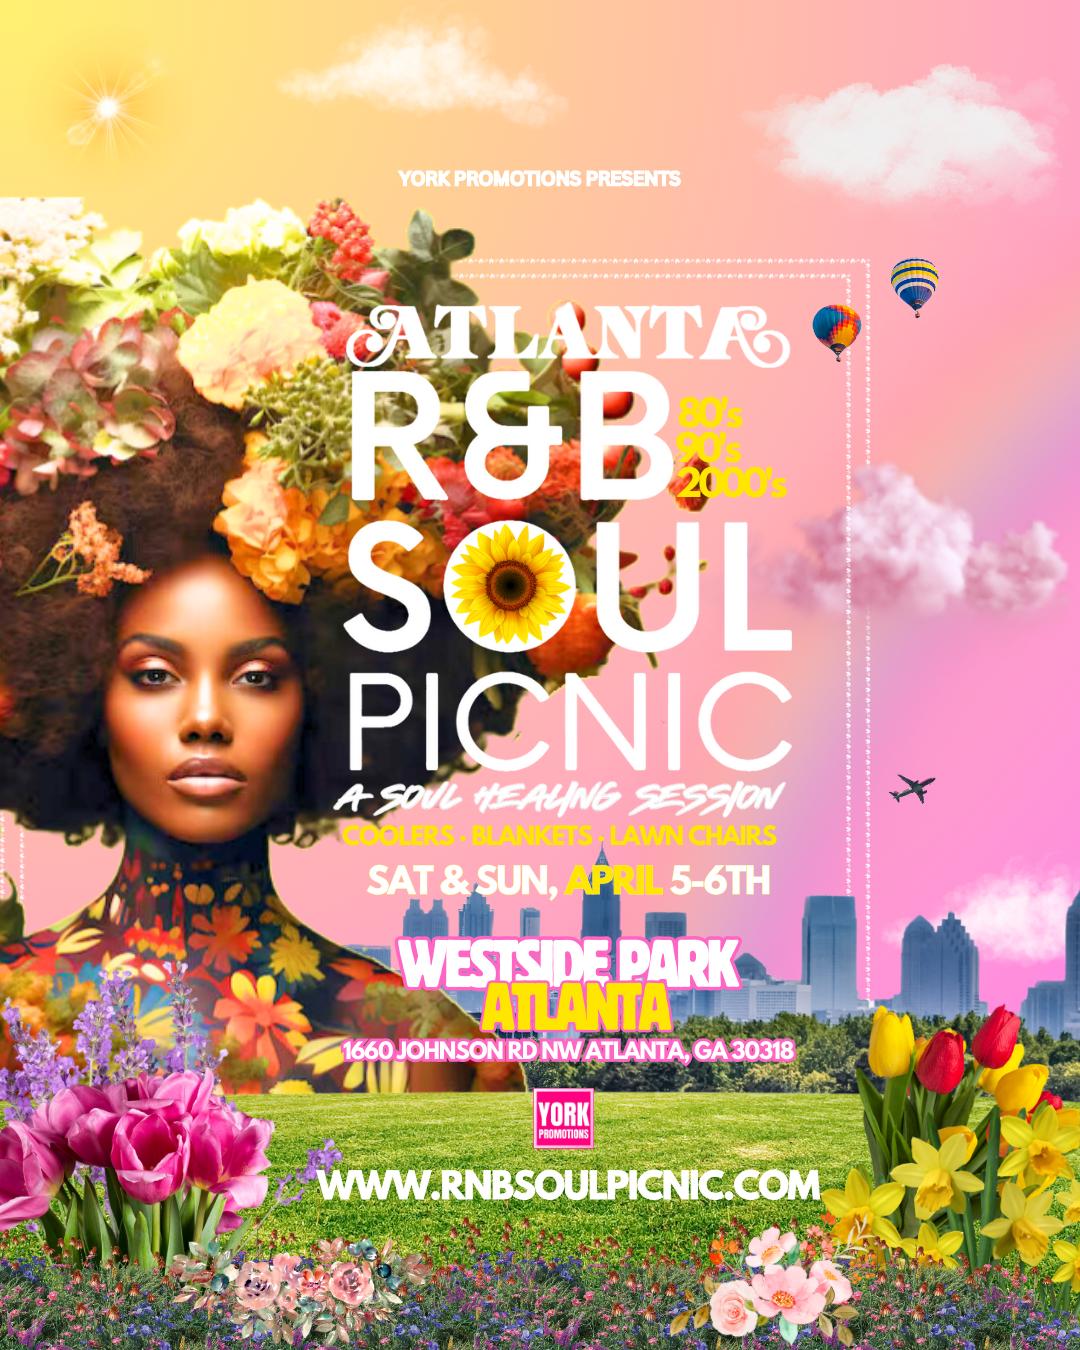 YORK PROMOTIONS PRESENTS
ATLANTA
R&B
80's
90's
2000's
SOUL
PICNIC
A SOUL HEALING SESSION
COOLERS · BLANKETS · LAWN CHAIRS
SAT & SUN, APRIL 5-6TH
WESTSIDE PARK
ATLANTA
1660 JOHNSON RD NW ATLANTA, GA 30318
YORK
PROMOTIONS
WWW.RNBSOULPICNIC.COM